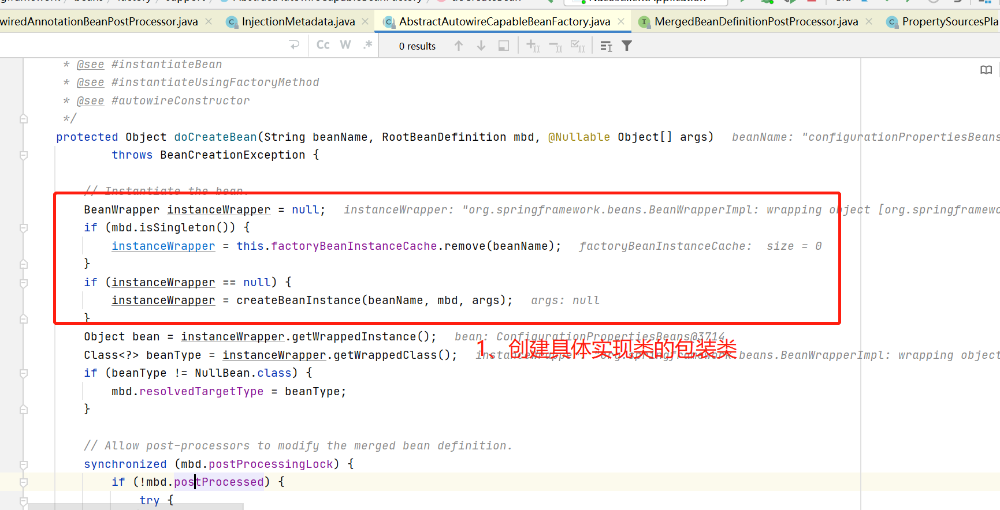 wiredAnnotationBeanPostProcessor.java InjectionMetadata.java AbstractAutowireCapableBeanFactory.java MergedBeanDefinitionPostProcessor.java PropertySourcesPla
Cc W .* 0 results
* @see #instantiateBean
* @see #instantiateUsingFactoryMethod
* @see #autowireConstructor
*/
protected Object doCreateBean(String beanName, RootBeanDefinition mbd, @Nullable Object[] args) beanName: "configurationPropertiesBeans
throws BeanCreationException {
// Instantiate the bean.
BeanWrapper instanceWrapper = null; instanceWrapper: "org.springframework.beans.BeanWrapperImpl: wrapping object [org.springframewo
if (mbd.isSingleton()) {
instanceWrapper = this.factoryBeanInstanceCache.remove(beanName); factoryBeanInstanceCache: size = 0
}
if (instanceWrapper == null) {
instanceWrapper = createBeanInstance(beanName, mbd, args); args: null
}
Object bean = instanceWrapper.getWrappedInstance(); bean: ConfigurationPropertiesBeans@3714
1、创建具体实现类的包装类
Class<?> beanType = instanceWrapper.getWrappedClass(); instanceWrapper: "org.springframework.beans.BeanWrapperImpl: wrapping object
if (beanType != NullBean.class) {
mbd.resolvedTargetType = beanType;
}
// Allow post-processors to modify the merged bean definition.
synchronized (mbd.postProcessingLock) {
if (!mbd.postProcessed) {
try {